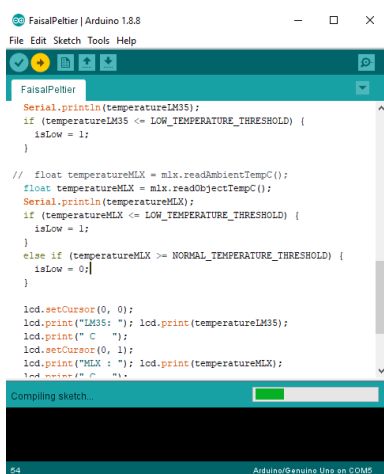 FaisalPeltier | Arduino 1.8.8
File Edit Sketch Tools Help
FaisalPeltier
Serial.println(temperatureLM35);
if (temperatureLM35 <= LOW_TEMPERATURE_THRESHOLD) {
isLow = 1;
}
// float temperatureMLX = mlx.readAmbientTempC();
float temperatureMLX = mlx.readObjectTempC();
Serial.println(temperatureMLX);
if (temperatureMLX <= LOW_TEMPERATURE_THRESHOLD) {
isLow = 1;
}
else if (temperatureMLX >= NORMAL_TEMPERATURE_THRESHOLD) {
isLow = 0;
}
lcd.setCursor(0, 0);
lcd.print("LM35: "); lcd.print(temperatureLM35);
lcd.print(" C   ");
lcd.setCursor(0, 1);
lcd.print("MLX : "); lcd.print(temperatureMLX);
lcd.print(" C   ");
Compiling sketch...
54
Arduino/Genuino Uno on COM5